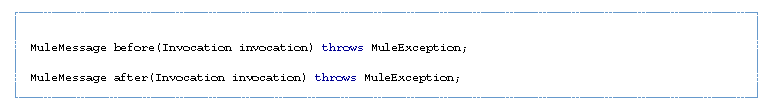 MuleMessage before(Invocation invocation) throws MuleException;
MuleMessage after(Invocation invocation) throws MuleException;